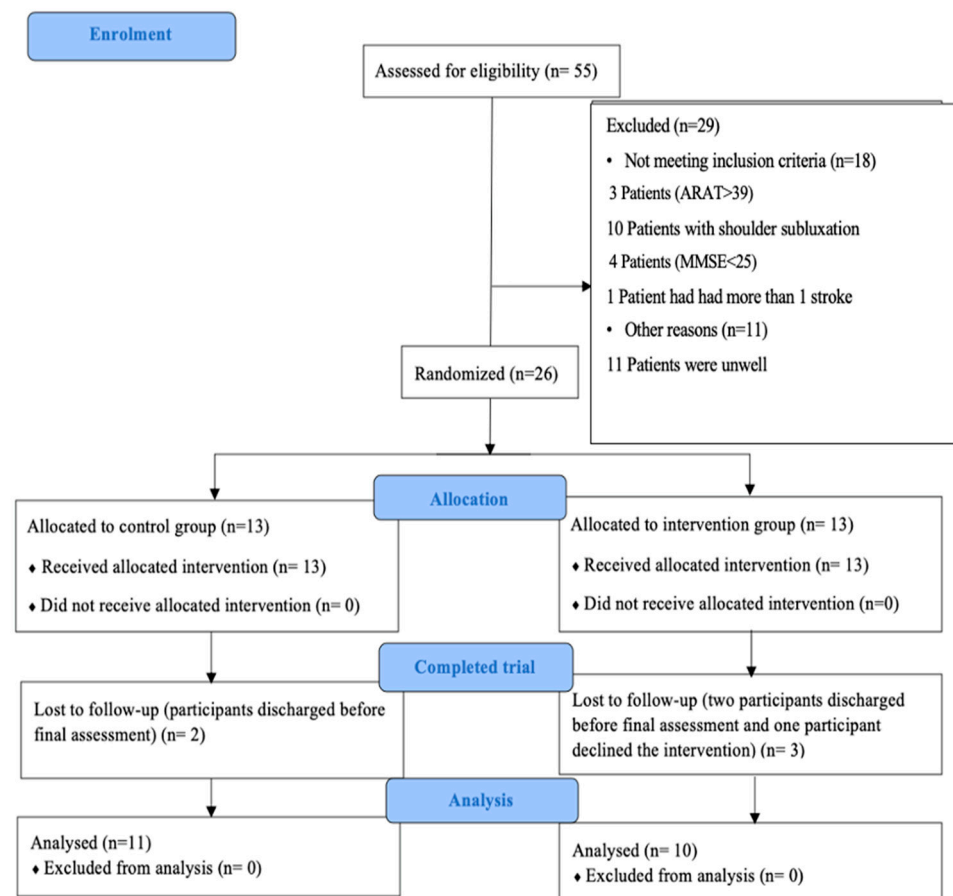 Enrolment
Assessed for eligibility (n= 55)
Excluded (n=29)
• Not meeting inclusion criteria (n=18)
3 Patients (ARAT>39)
10 Patients with shoulder subluxation
4 Patients (MMSE<25)
1 Patient had had more than 1 stroke
• Other reasons (n=11)
11 Patients were unwell
Randomized (n=26)
Allocation
Allocated to control group (n=13)
♦ Received allocated intervention (n= 13)
♦ Did not receive allocated intervention (n= 0)
Allocated to intervention group (n= 13)
♦ Received allocated intervention (n= 13)
♦ Did not receive allocated intervention (n=0)
Completed trial
Lost to follow-up (participants discharged before
final assessment) (n= 2)
Lost to follow-up (two participants discharged
before final assessment and one participant
declined the intervention) (n= 3)
Analysis
Analysed (n=11)
♦ Excluded from analysis (n= 0)
Analysed (n= 10)
♦ Excluded from analysis (n= 0)